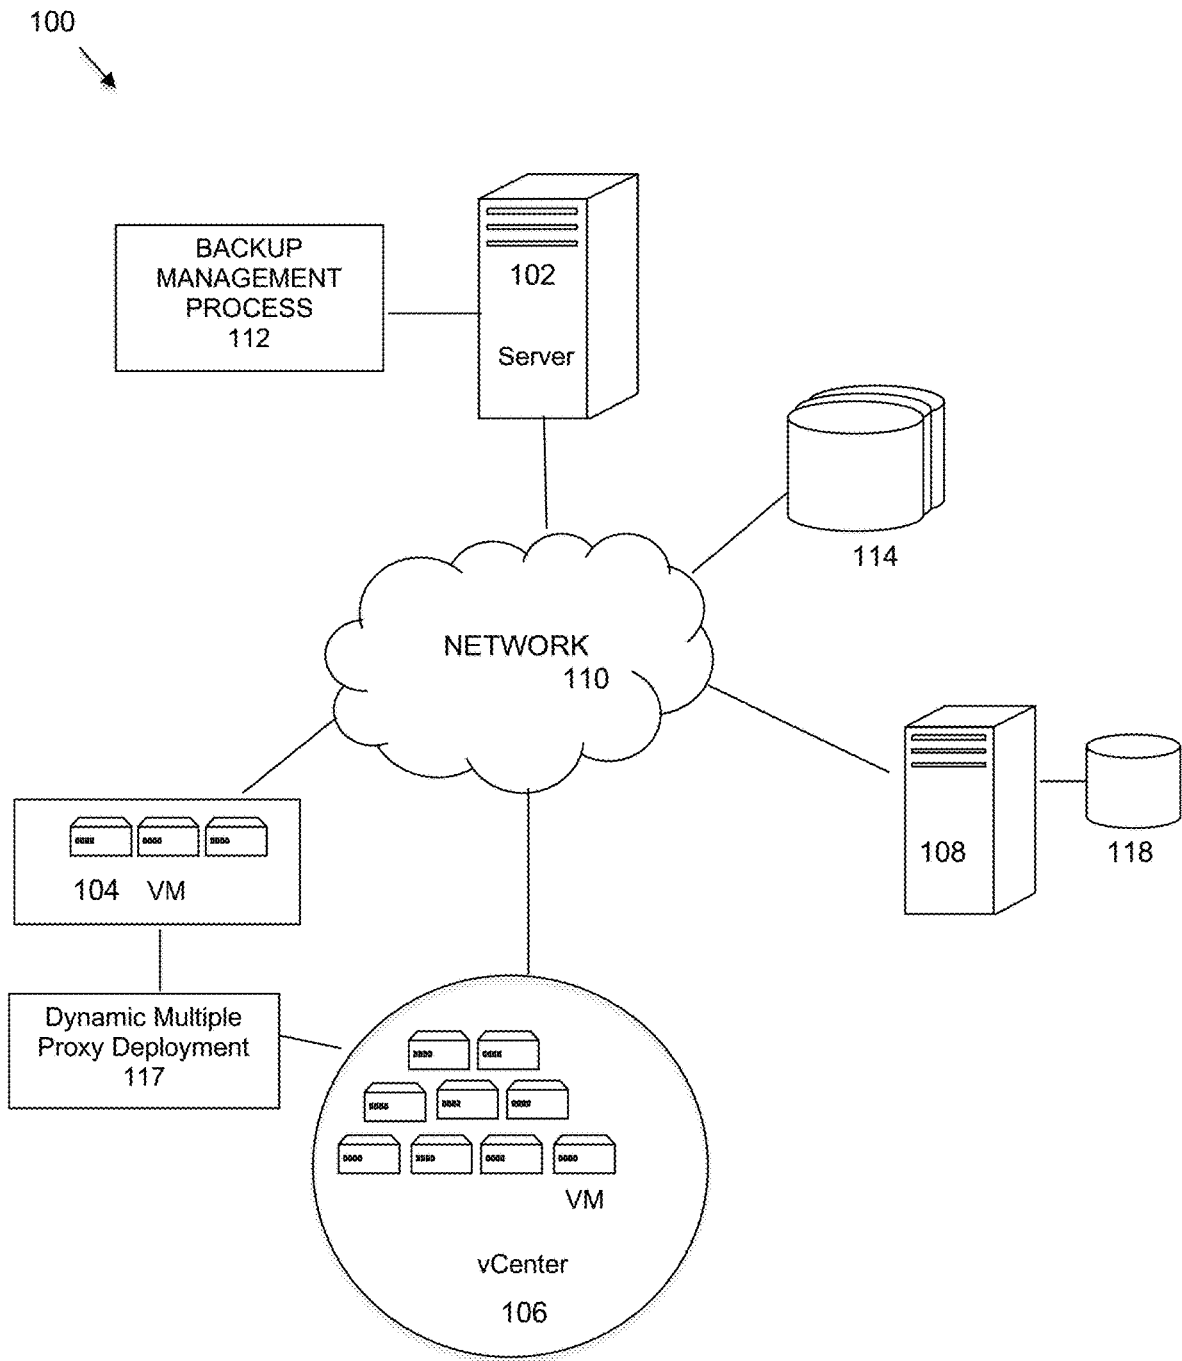 100
BACKUP
MANAGEMENT
PROCESS
112
102
Server
114
NETWORK
110
108
118
104 VM
Dynamic Multiple
Proxy Deployment
117
VM
vCenter
106